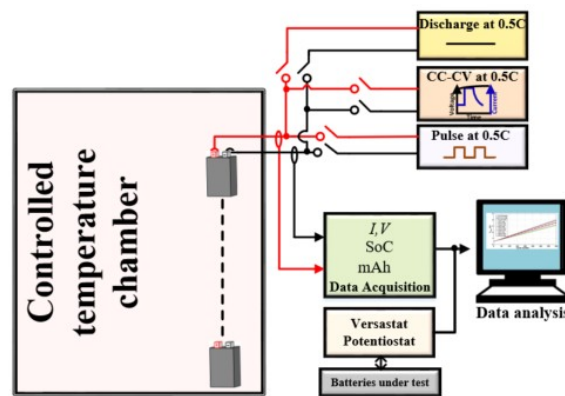 Discharge at 0.5C
CC-CV at 0.5C
Voltage
Current
Time
Pulse at 0.5C
Controlled
temperature
chamber
I,V
SoC
mAh
Data Acquisition
Data analysis
Versastat
Potentiostat
Batteries under test